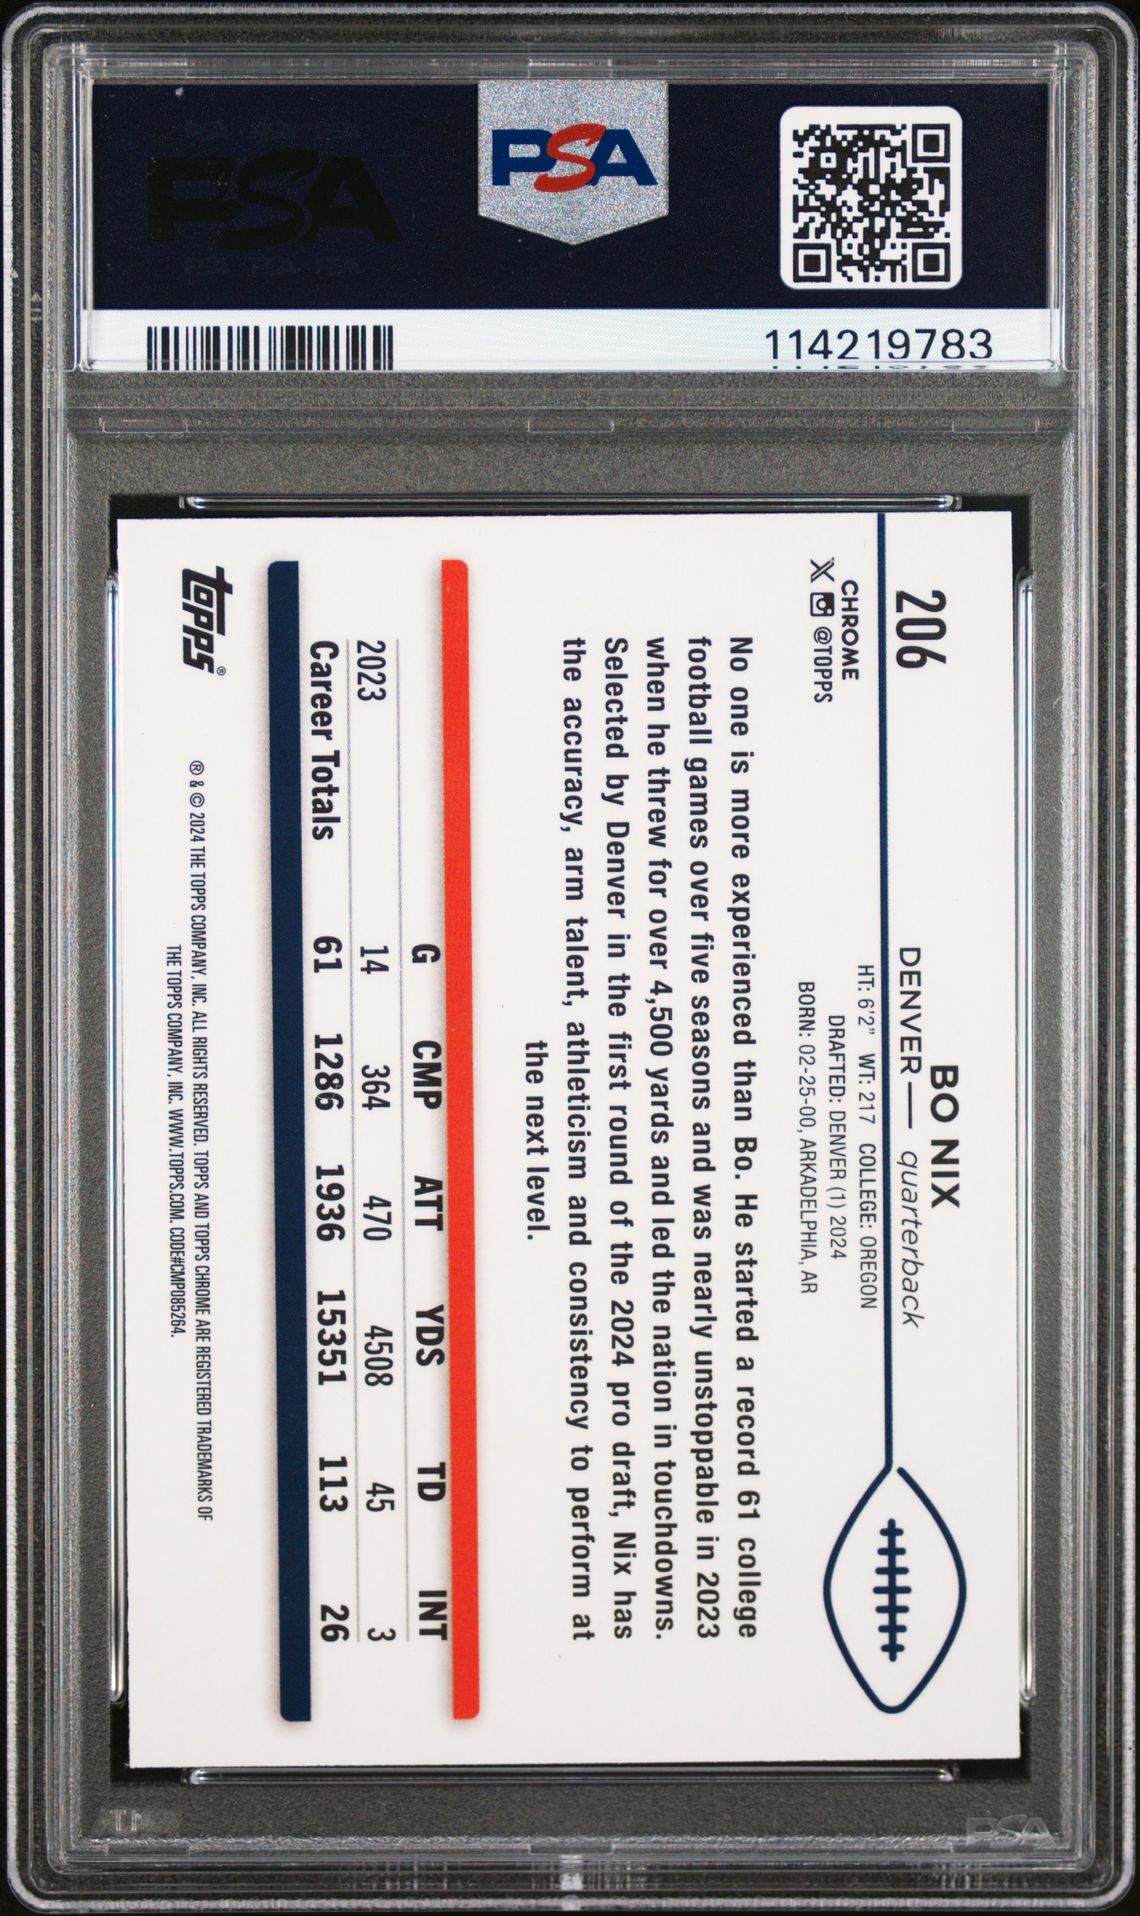 PSA
PSA
114219783
206
BO NIX
DENVER — quarterback
HT: 6'2" WT: 217 COLLEGE: OREGON
DRAFTED: DENVER (1) 2024
BORN: 02-25-00, ARKADELPHIA, AR
CHROME
@TOPPS
No one is more experienced than Bo. He started a record 61 college
football games over five seasons and was nearly unstoppable in 2023
when he threw for over 4,500 yards and led the nation in touchdowns.
Selected by Denver in the first round of the 2024 pro draft, Nix has
the accuracy, arm talent, athleticism and consistency to perform at
the next level.
G CMP ATT YDS TD INT
2023 14 364 470 4508 45 3
Career Totals 61 1286 1936 15351 113 26
topps®
® & © 2024 THE TOPPS COMPANY, INC. ALL RIGHTS RESERVED. TOPPS AND TOPPS CHROME ARE REGISTERED TRADEMARKS OF
THE TOPPS COMPANY, INC. WWW.TOPPS.COM. CODE#CMP085264.
PSA